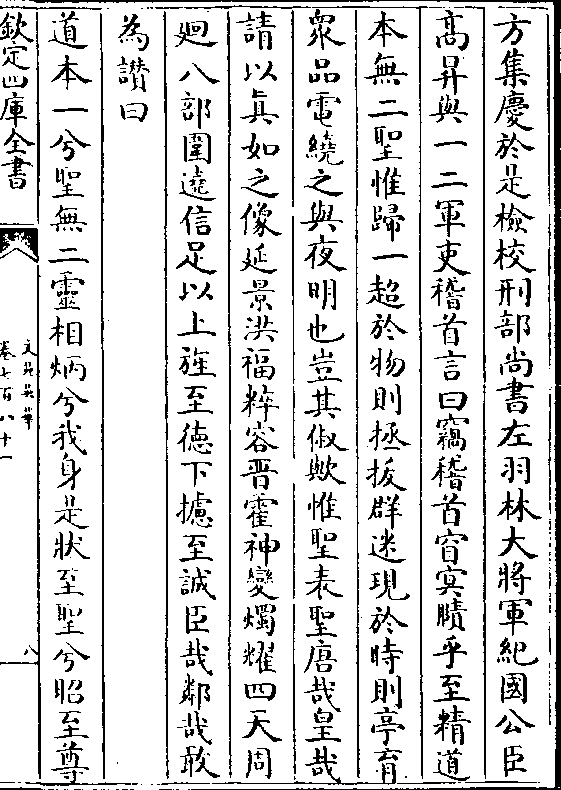 方集慶於是檢校刑部尚書左羽林大將軍紀國公臣
髙昇與一二軍吏稽首言曰竊稽首窅寞賾乎至精道
本無二聖惟歸一超於物則拯拔群迷現於時則亭育
衆品電繞之與夜明也豈其俶歟惟聖表聖唐哉皇哉
請以真如之像延景洪福粹容晋霍神變燭耀四天周
廻八部圍遶信足以上旌至德下攄至誠臣哉鄰哉敢
為讃曰
道本一兮聖無二靈相炳兮我身是狀至聖兮昭至尊
欽定四庫全書
文苑英華
卷七百八十一
八